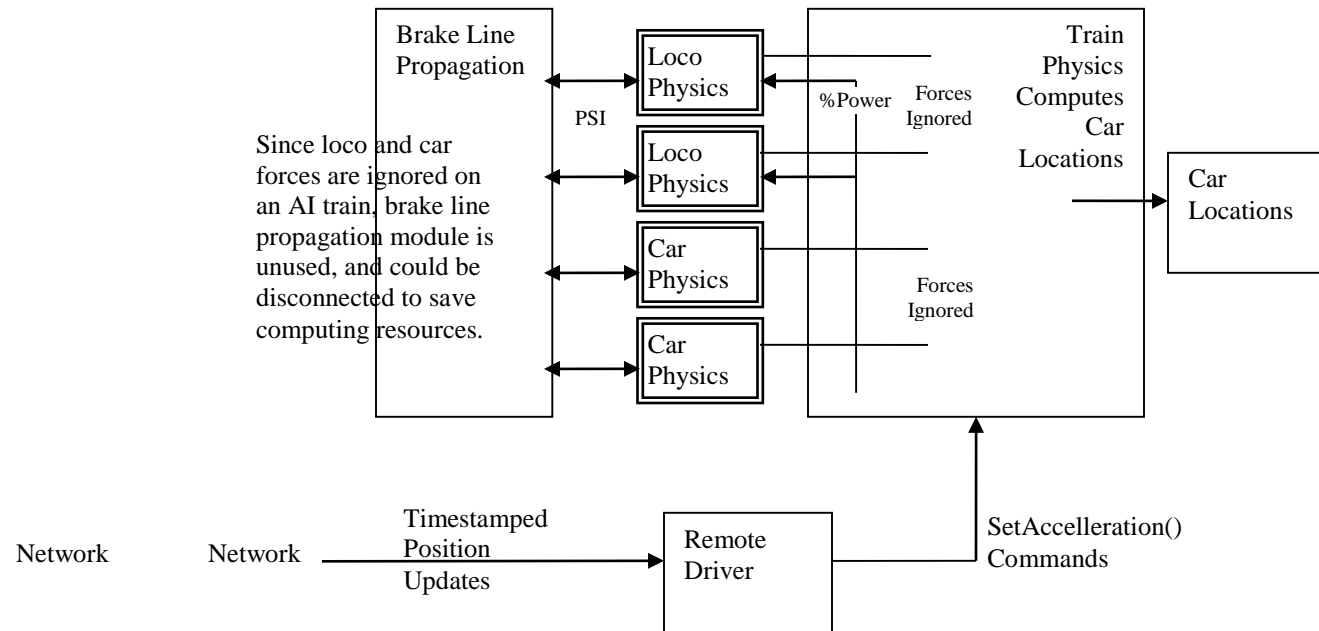 Brake Line
Propagation
Since loco and car
forces are ignored on
an AI train, brake line
propagation module is
unused, and could be
disconnected to save
computing resources.
PSI
Loco
Physics
Loco
Physics
Car
Physics
Car
Physics
%Power
Forces
Ignored
Forces
Ignored
Train
Physics
Computes
Car
Locations
Car
Locations
Network
Network
Timestamped
Position
Updates
Remote
Driver
SetAccelleration()
Commands